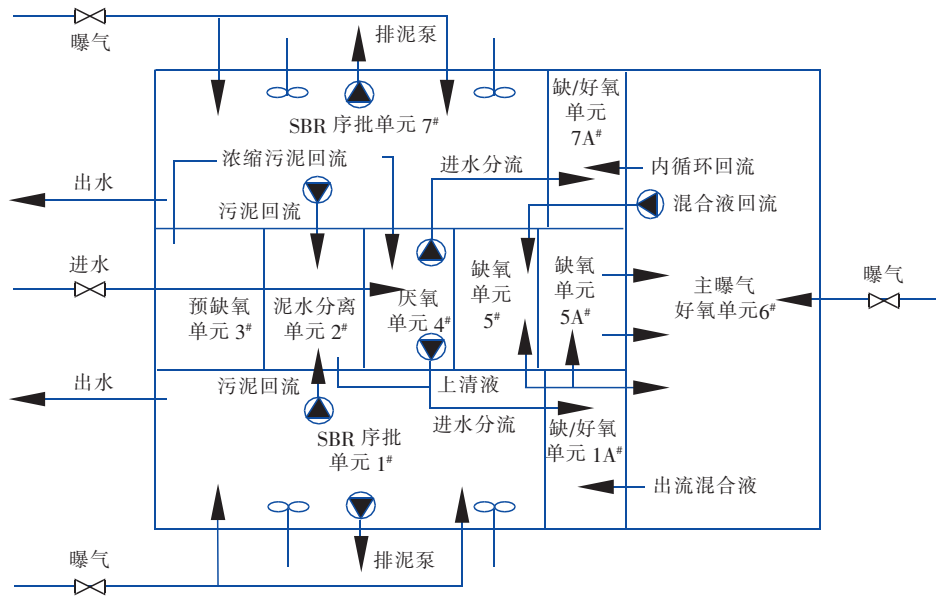 曝气
排泥泵
缺/好氧
单元
7A#
SBR 序批单元 7#
浓缩污泥回流
进水分流
内循环回流
出水
污泥回流
混合液回流
进水
缺氧
单元
5#
缺氧
单元
5A#
主曝气
好氧单元6#
曝气
预缺氧
单元 3#
泥水分离
单元 2#
厌氧
单元 4#
出水
污泥回流
上清液
进水分流
SBR 序批
单元 1#
缺/好氧
单元 1A#
出流混合液
曝气
排泥泵